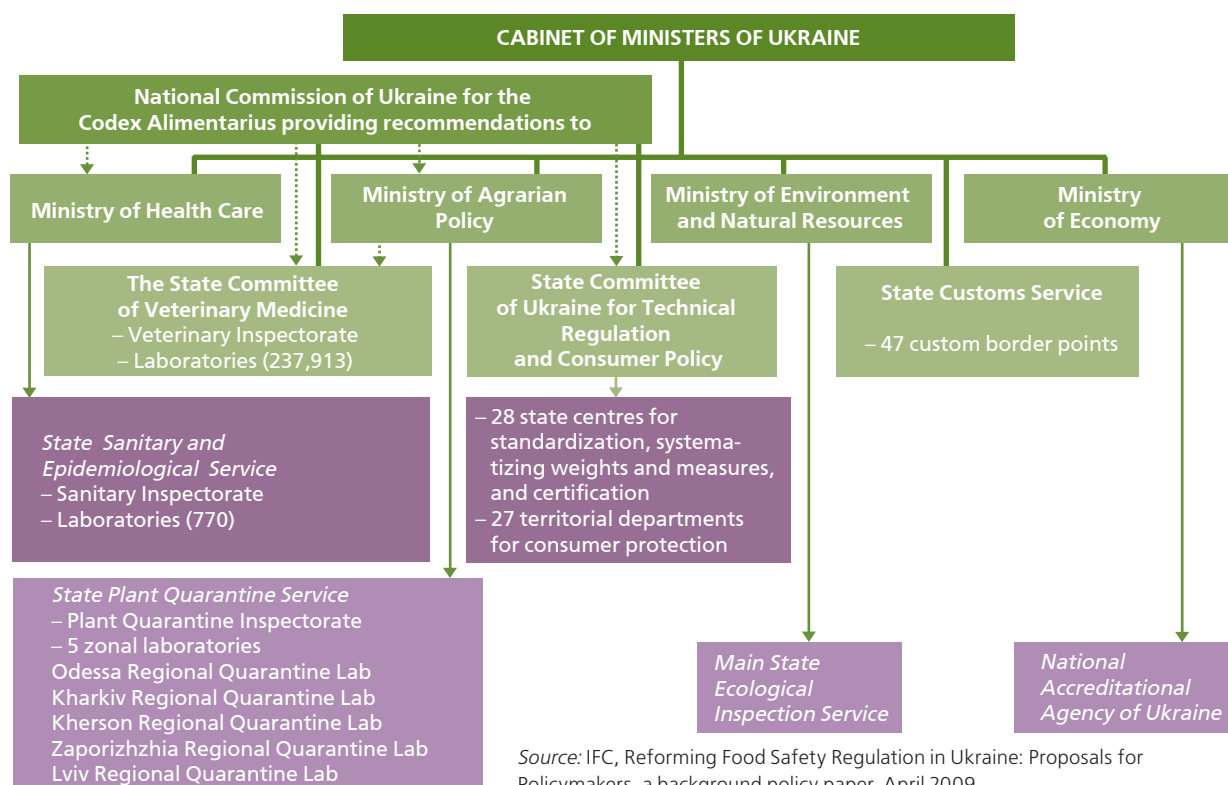 CABINET OF MINISTERS OF UKRAINE
National Commission of Ukraine for the
Codex Alimentarius providing recommendations to
Ministry of Health Care
Ministry of Agrarian
Policy
Ministry of Environment
and Natural Resources
Ministry
of Economy
The State Committee
of Veterinary Medicine
– Veterinary Inspectorate
– Laboratories (237,913)
State Committee
of Ukraine for Technical
Regulation
and Consumer Policy
State Customs Service
– 47 custom border points
State Sanitary and
Epidemiological Service
– Sanitary Inspectorate
– Laboratories (770)
– 28 state centres for
standardization, systema-
tizing weights and measures,
and certification
– 27 territorial departments
for consumer protection
State Plant Quarantine Service
– Plant Quarantine Inspectorate
– 5 zonal laboratories
Odessa Regional Quarantine Lab
Kharkiv Regional Quarantine Lab
Kherson Regional Quarantine Lab
Zaporizhzhia Regional Quarantine Lab
Lviv Regional Quarantine Lab
Main State
Ecological
Inspection Service
National
Accreditational
Agency of Ukraine
Source: IFC, Reforming Food Safety Regulation in Ukraine: Proposals for
Policymakers, a background policy paper, April 2009